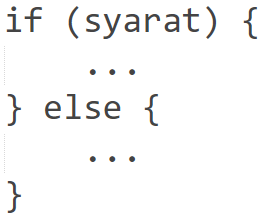 if (syarat) {
    ...
} else {
    ...
}